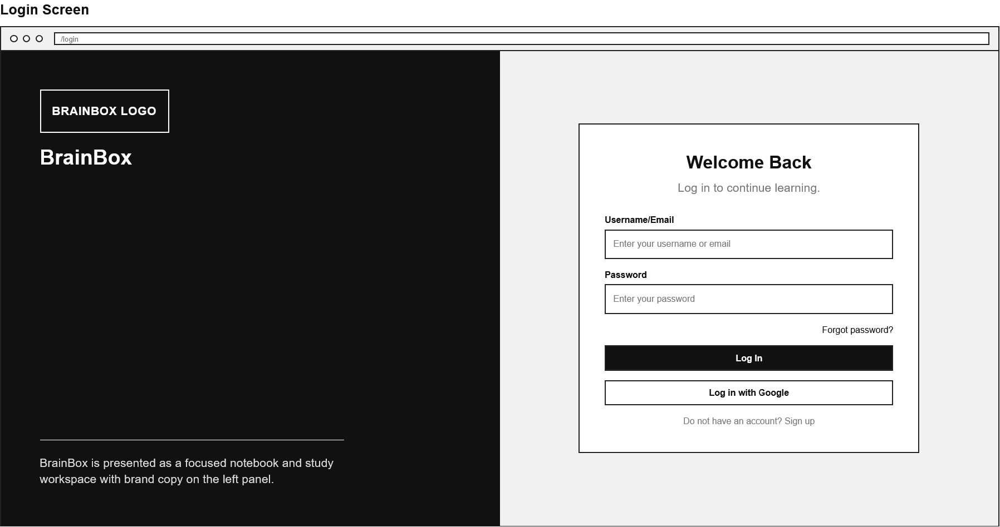 Login Screen
/login
BRAINBOX LOGO
BrainBox
BrainBox is presented as a focused notebook and study
workspace with brand copy on the left panel.
Welcome Back
Log in to continue learning.
Username/Email
Enter your username or email
Password
Enter your password
Forgot password?
Log In
Log in with Google
Do not have an account? Sign up